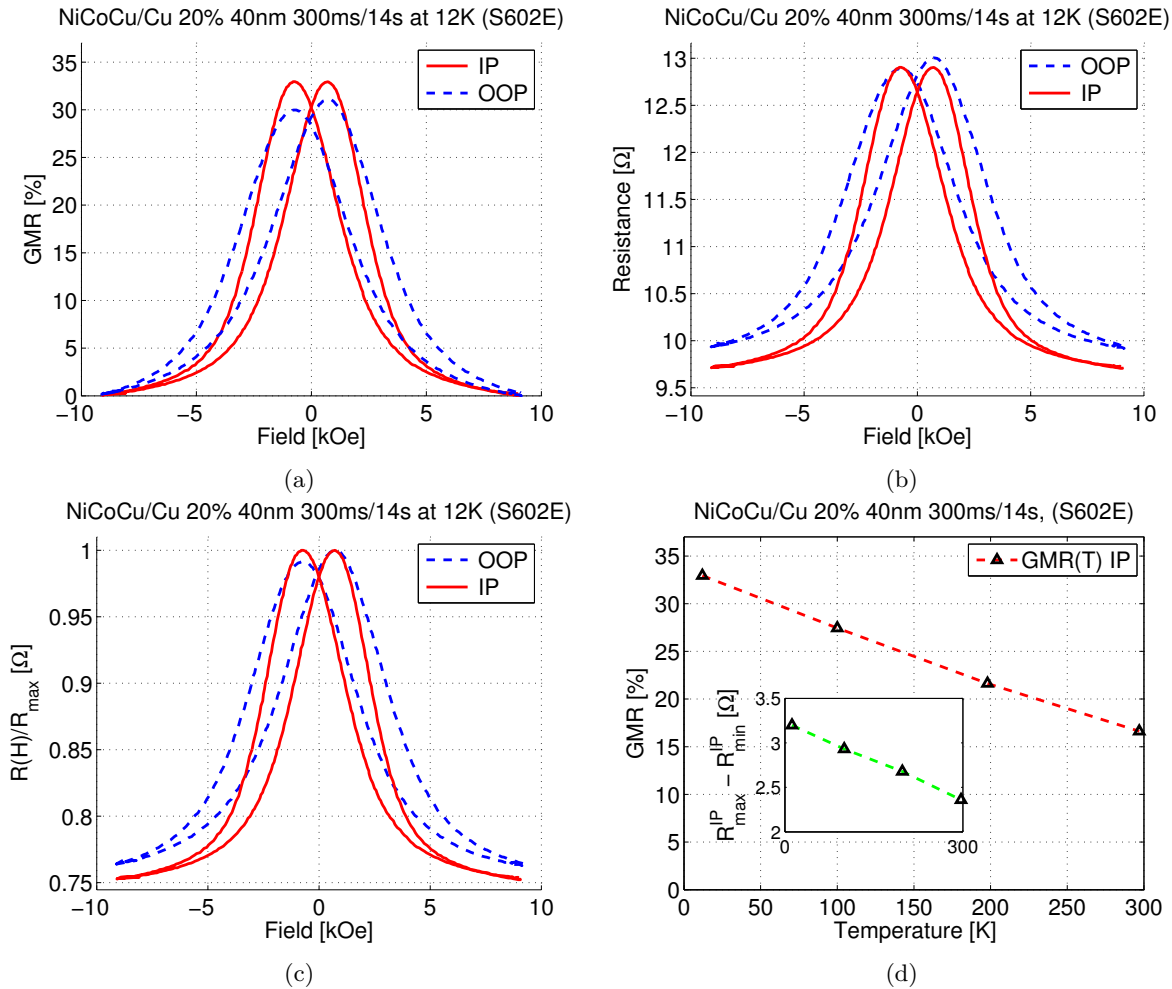 NiCoCu/Cu 20% 40nm 300ms/14s at 12K (S602E)
35
30
25
20
15
10
5
0
GMR [%]
IP
OOP
−10
−5
0
5
10
Field [kOe]
(a)
NiCoCu/Cu 20% 40nm 300ms/14s at 12K (S602E)
13
12.5
12
11.5
11
10.5
10
9.5
Resistance [Ω]
OOP
IP
−10
−5
0
5
10
Field [kOe]
(b)
NiCoCu/Cu 20% 40nm 300ms/14s at 12K (S602E)
1
0.95
0.9
0.85
0.8
0.75
R(H)/R_max [Ω]
OOP
IP
−10
−5
0
5
10
Field [kOe]
(c)
NiCoCu/Cu 20% 40nm 300ms/14s, (S602E)
35
30
25
20
15
10
5
0
GMR [%]
GMR(T) IP
3.5
3
2.5
2
R^IP_max − R^IP_min [Ω]
0
300
0
50
100
150
200
250
300
Temperature [K]
(d)